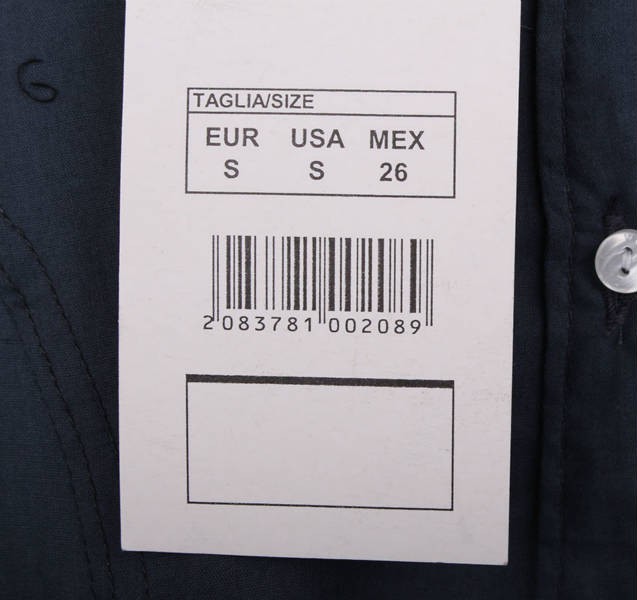 TAGLIA/SIZE
EUR USA MEX
S S 26
2 083781 002089